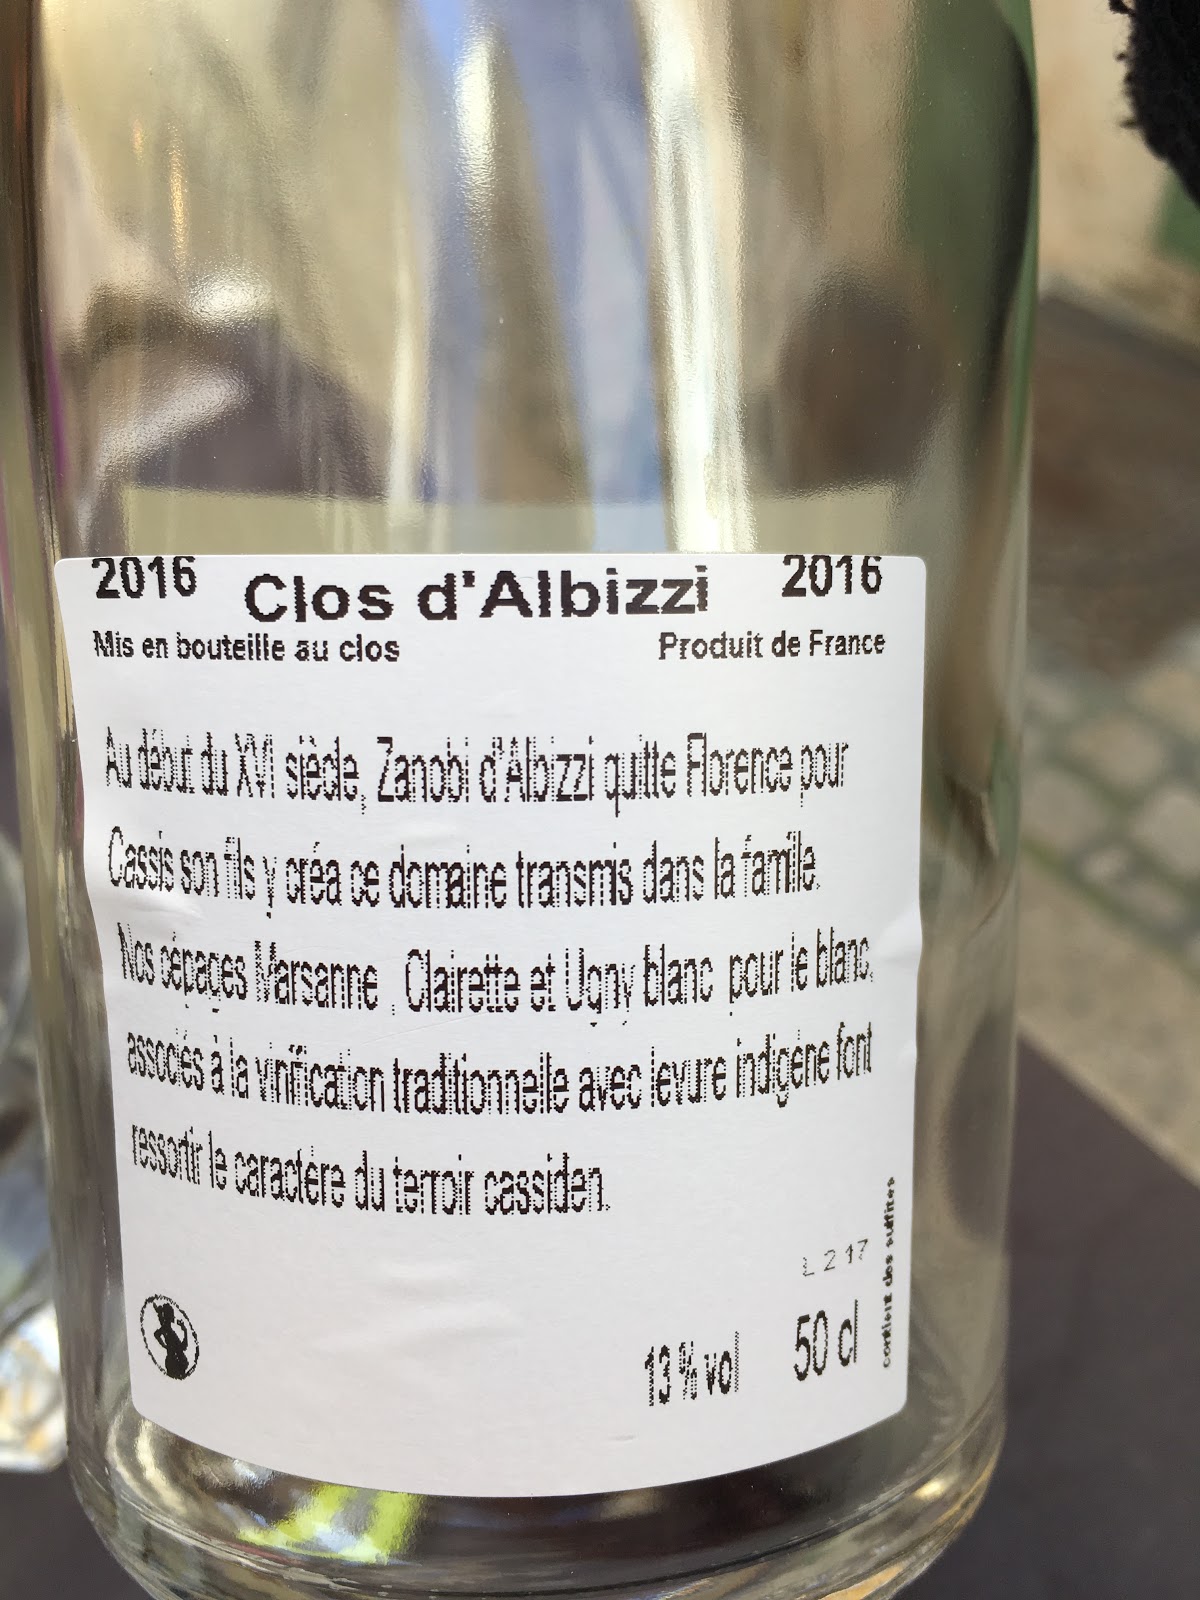 2016 Clos d'Albizzi 2016
Mis en bouteille au clos Produit de France
Au début du XVI siècle, Zanobi d'Albizzi quitte Florence pour
Cassis son fils y créa ce domaine transmis dans la famille.
Nos cépages Marsanne , Clairette et Ugny blanc pour le blanc,
associés à la vinification traditionnelle avec levure indigène font
ressortir le caractère du terroir cassiden.
L 2 17
13 % vol 50 cl
contient des sulfites